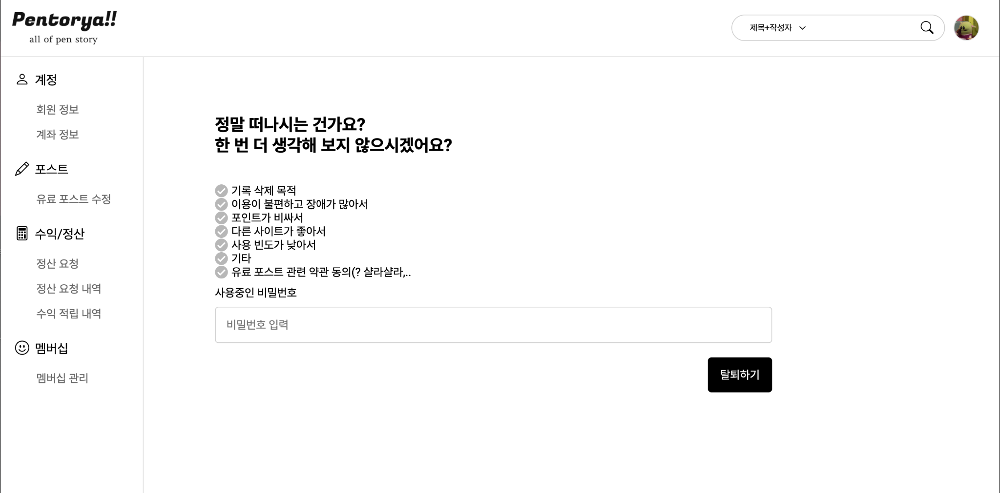 Pentorya!!
all of pen story
제목+작성자
계정
회원 정보
계좌 정보
포스트
유료 포스트 수정
수익/정산
정산 요청
정산 요청 내역
수익 적립 내역
멤버십
멤버십 관리
정말 떠나시는 건가요?
한 번 더 생각해 보지 않으시겠어요?
기록 삭제 목적
이용이 불편하고 장애가 많아서
포인트가 비싸서
다른 사이트가 좋아서
사용 빈도가 낮아서
기타
유료 포스트 관련 약관 동의(? 샬라샬라,..
사용중인 비밀번호
비밀번호 입력
탈퇴하기